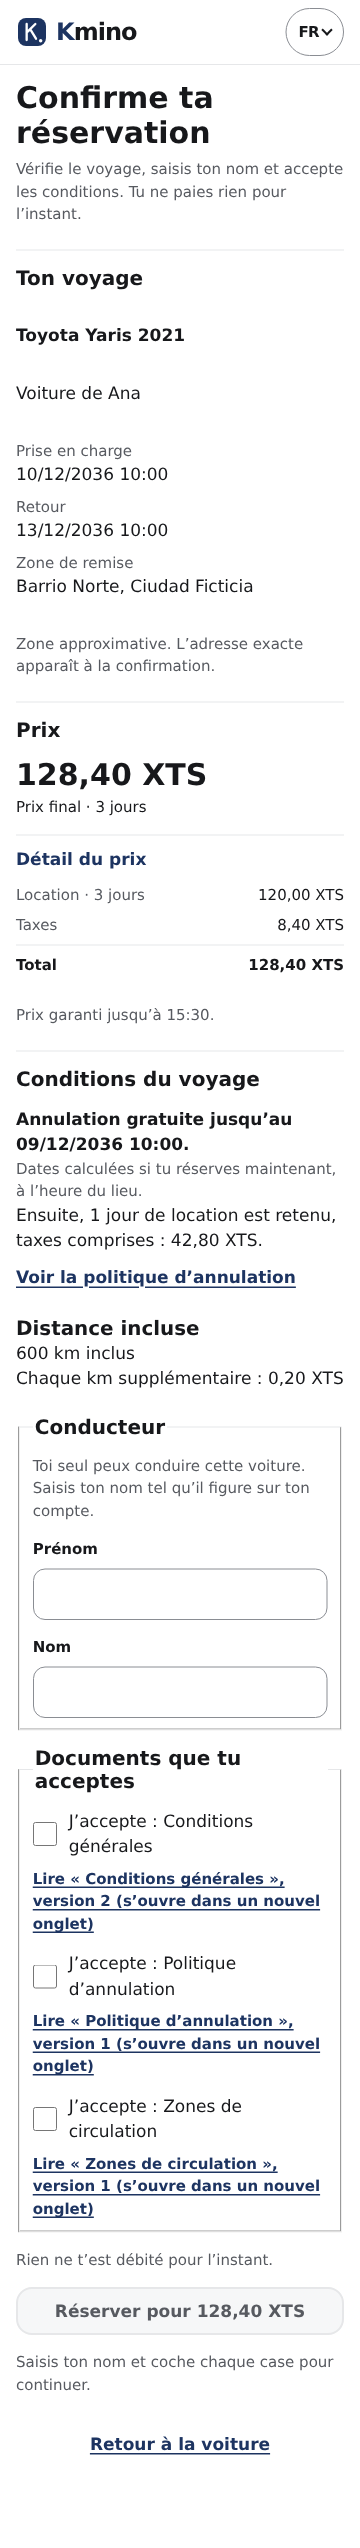 Kmino
FR
Confirme ta
réservation
Vérifie le voyage, saisis ton nom et accepte
les conditions. Tu ne paies rien pour
l’instant.
Ton voyage
Toyota Yaris 2021
Voiture de Ana
Prise en charge
10/12/2036 10:00
Retour
13/12/2036 10:00
Zone de remise
Barrio Norte, Ciudad Ficticia
Zone approximative. L’adresse exacte
apparaît à la confirmation.
Prix
128,40 XTS
Prix final · 3 jours
Détail du prix
Location · 3 jours 120,00 XTS
Taxes 8,40 XTS
Total 128,40 XTS
Prix garanti jusqu’à 15:30.
Conditions du voyage
Annulation gratuite jusqu’au
09/12/2036 10:00.
Dates calculées si tu réserves maintenant,
à l’heure du lieu.
Ensuite, 1 jour de location est retenu,
taxes comprises : 42,80 XTS.
Voir la politique d’annulation
Distance incluse
600 km inclus
Chaque km supplémentaire : 0,20 XTS
Conducteur
Toi seul peux conduire cette voiture.
Saisis ton nom tel qu’il figure sur ton
compte.
Prénom
Nom
Documents que tu
acceptes
J’accepte : Conditions
générales
Lire « Conditions générales »,
version 2 (s’ouvre dans un nouvel
onglet)
J’accepte : Politique
d’annulation
Lire « Politique d’annulation »,
version 1 (s’ouvre dans un nouvel
onglet)
J’accepte : Zones de
circulation
Lire « Zones de circulation »,
version 1 (s’ouvre dans un nouvel
onglet)
Rien ne t’est débité pour l’instant.
Réserver pour 128,40 XTS
Saisis ton nom et coche chaque case pour
continuer.
Retour à la voiture